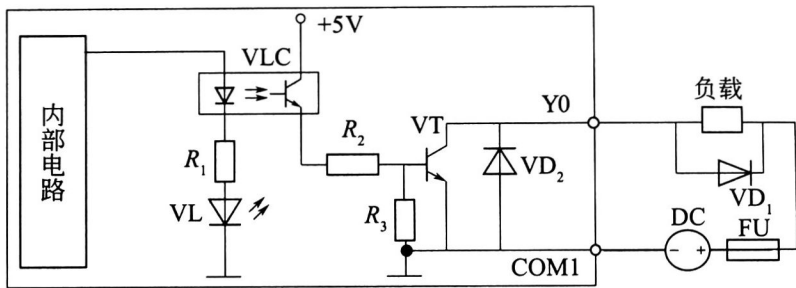 +5V
VLC
内部电路
R₁
VL
R₂
R₃
VT
VD₂
Y0
COM1
负载
VD₁
DC
FU
− +